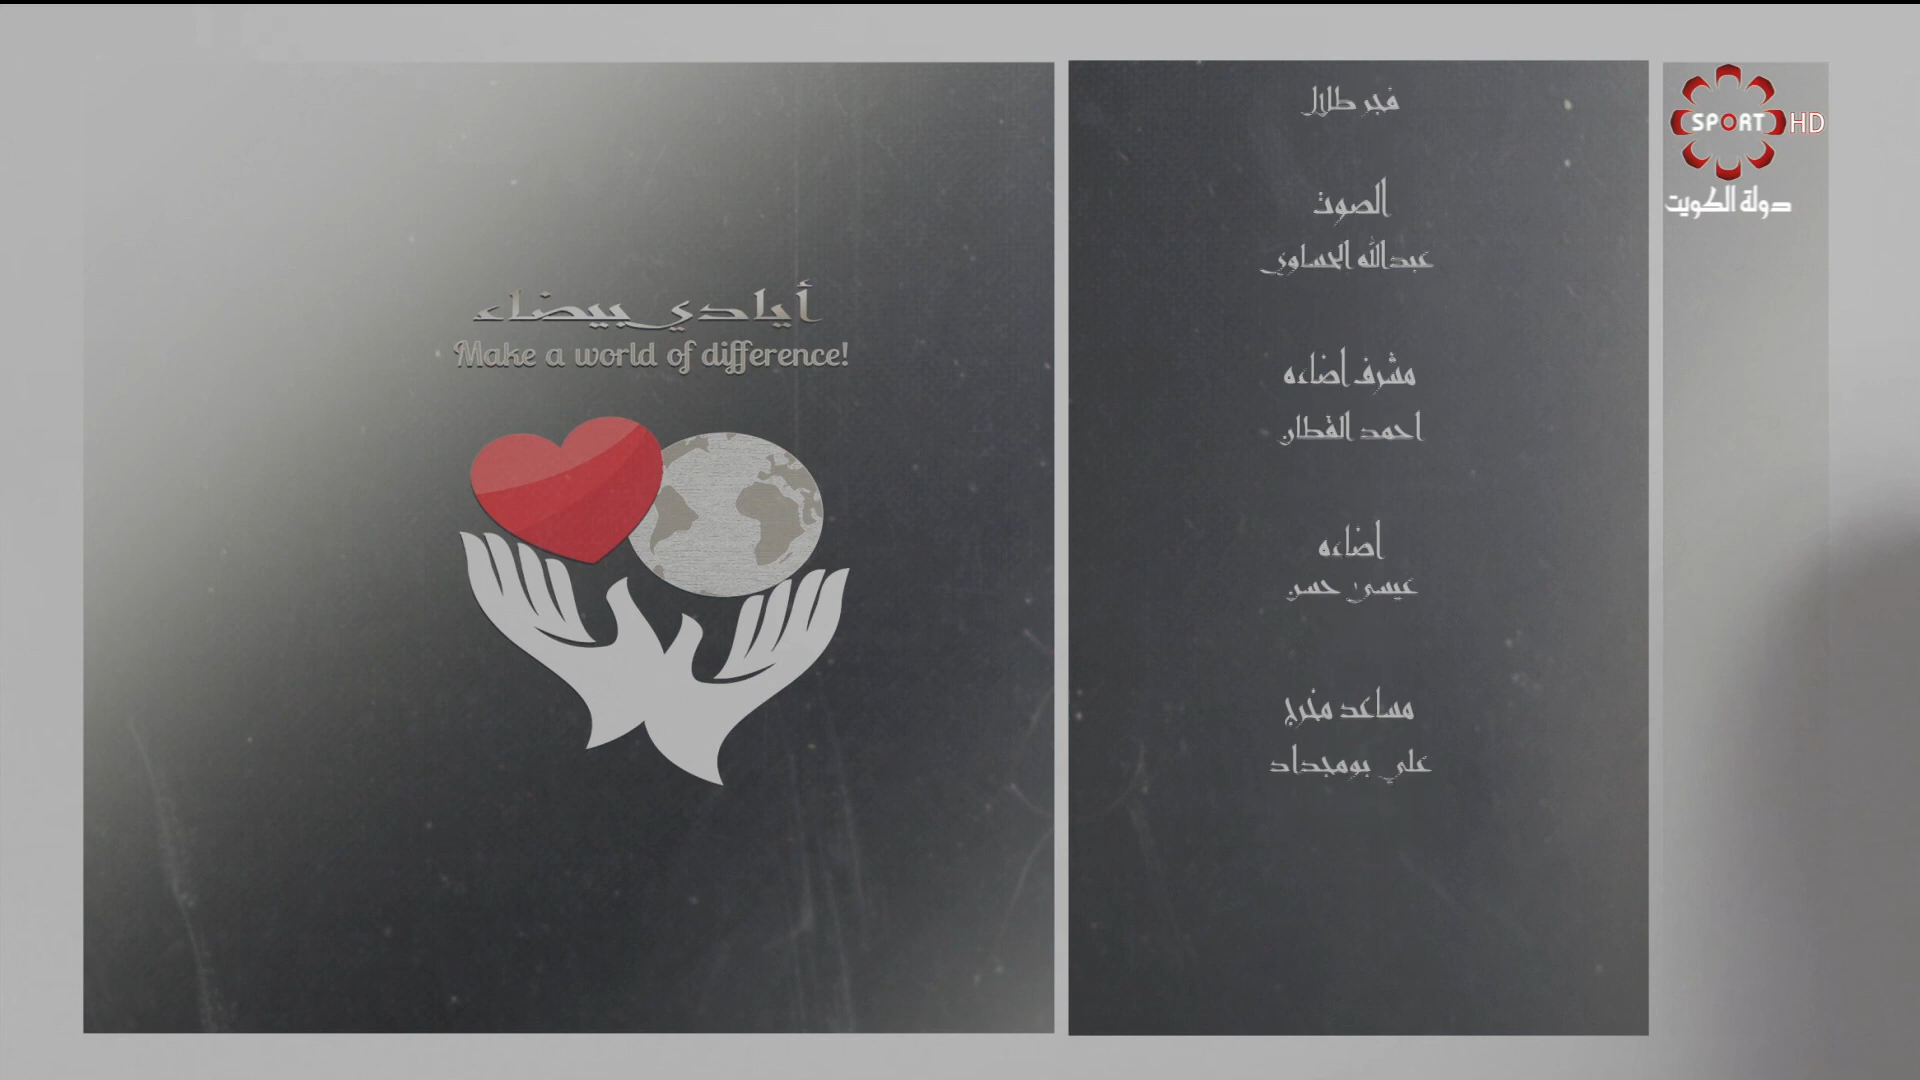 أيادي بيضاء
Make a world of difference!
فجر طلال
الصوت
عبدالله الحساوي
مشرف اضاءه
احمد القطان
اضاءه
عيسى حسن
مساعد مخرج
علي بومجداد
SPORT HD
دولة الكويت